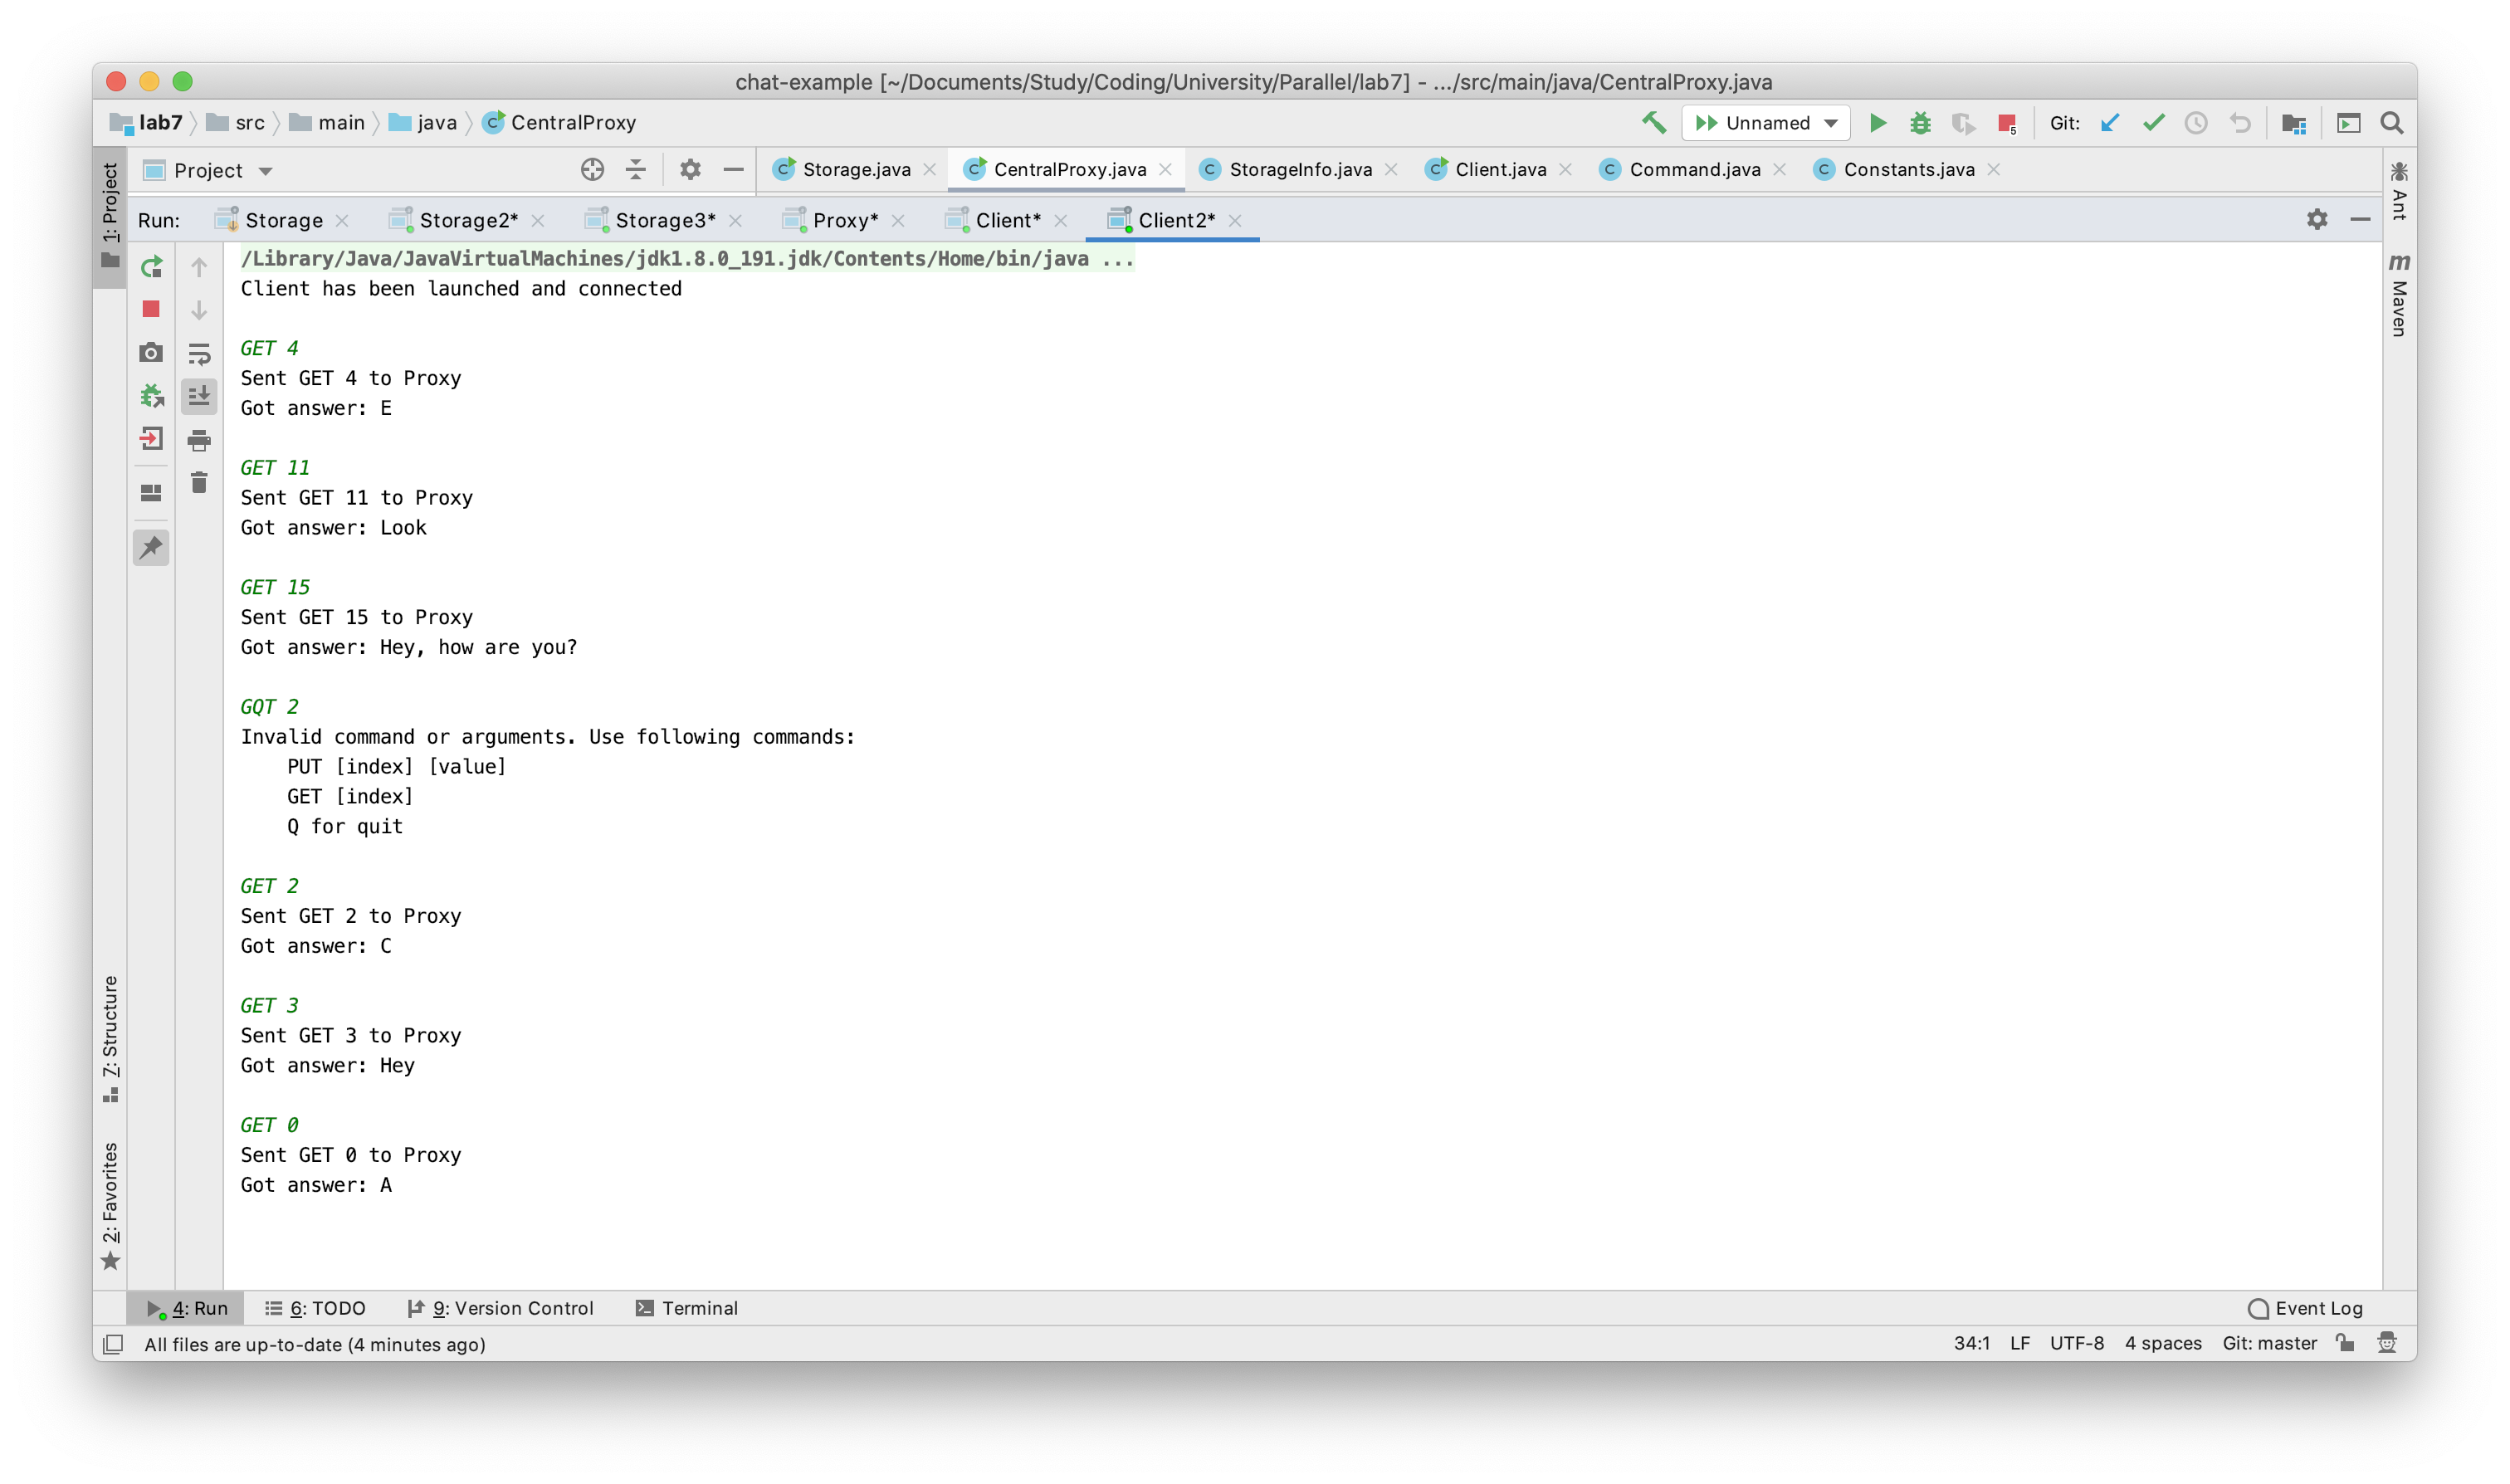 chat-example [~/Documents/Study/Coding/University/Parallel/lab7] - .../src/main/java/CentralProxy.java
lab7 src main java CentralProxy Unnamed 5 Git:
1: Project
Project Storage.java CentralProxy.java StorageInfo.java Client.java Command.java Constants.java
Run: Storage Storage2* Storage3* Proxy* Client* Client2*
/Library/Java/JavaVirtualMachines/jdk1.8.0_191.jdk/Contents/Home/bin/java ...
Client has been launched and connected
GET 4
Sent GET 4 to Proxy
Got answer: E
GET 11
Sent GET 11 to Proxy
Got answer: Look
GET 15
Sent GET 15 to Proxy
Got answer: Hey, how are you?
GQT 2
Invalid command or arguments. Use following commands:
PUT [index] [value]
GET [index]
Q for quit
GET 2
Sent GET 2 to Proxy
Got answer: C
GET 3
Sent GET 3 to Proxy
Got answer: Hey
GET 0
Sent GET 0 to Proxy
Got answer: A
7: Structure
2: Favorites
Ant
m Maven
4: Run 6: TODO 9: Version Control Terminal Event Log
All files are up-to-date (4 minutes ago) 34:1 LF UTF-8 4 spaces Git: master